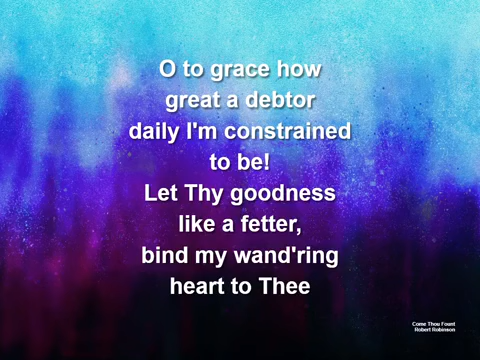 O to grace how
great a debtor
daily I'm constrained
to be!
Let Thy goodness
like a fetter,
bind my wand'ring
heart to Thee
Come Thou Fount
Robert Robinson